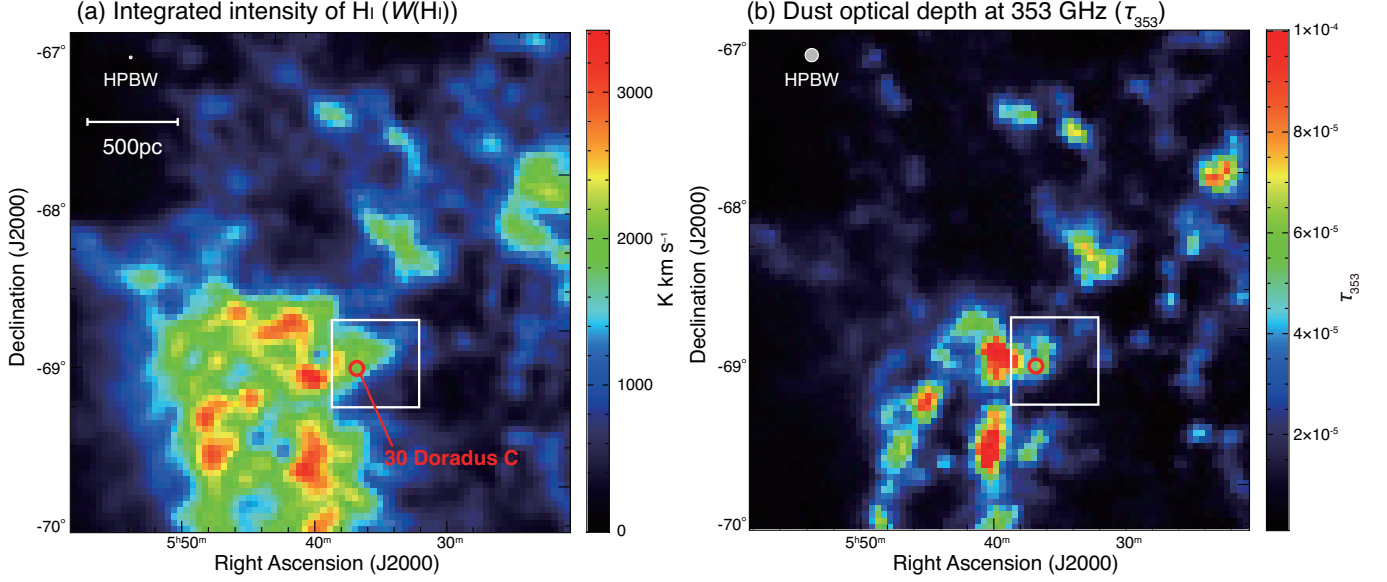 (a) Integrated intensity of HI (W(HI))
-67°
HPBW
500pc
-68°
-69°
-70°
Declination (J2000)
30 Doradus C
5ʰ50ᵐ 40ᵐ 30ᵐ
Right Ascension (J2000)
3000
2000
1000
0
K km s⁻¹
(b) Dust optical depth at 353 GHz (τ₃₅₃)
-67°
HPBW
-68°
-69°
-70°
Declination (J2000)
5ʰ50ᵐ 40ᵐ 30ᵐ
Right Ascension (J2000)
1×10⁻⁴
8×10⁻⁵
6×10⁻⁵
4×10⁻⁵
2×10⁻⁵
τ₃₅₃